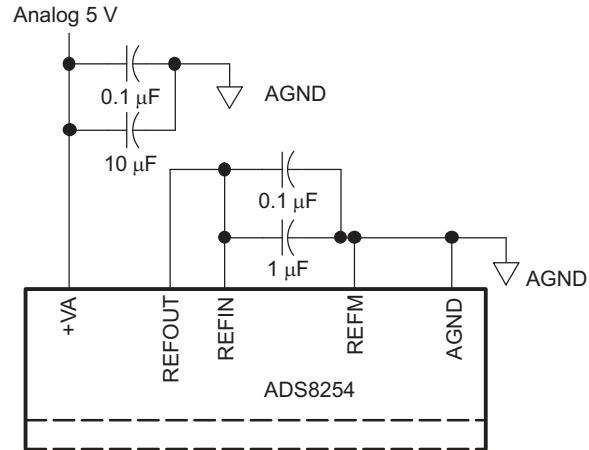 Analog 5 V
0.1 μF
AGND
10 μF
0.1 μF
1 μF
AGND
+VA
REFOUT
REFIN
REFM
AGND
ADS8254